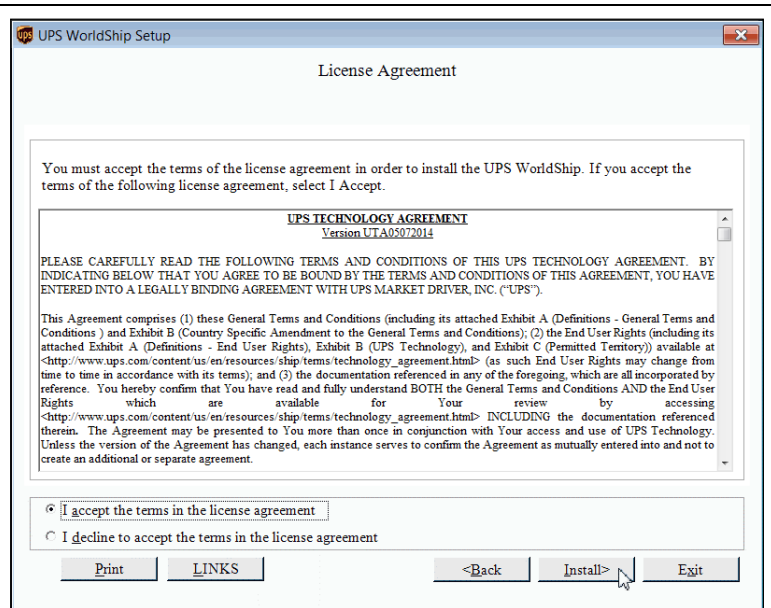 UPS WorldShip Setup
License Agreement
You must accept the terms of the license agreement in order to install the UPS WorldShip. If you accept the
terms of the following license agreement, select I Accept.
UPS TECHNOLOGY AGREEMENT
Version UTA05072014
PLEASE CAREFULLY READ THE FOLLOWING TERMS AND CONDITIONS OF THIS UPS TECHNOLOGY AGREEMENT. BY
INDICATING BELOW THAT YOU AGREE TO BE BOUND BY THE TERMS AND CONDITIONS OF THIS AGREEMENT, YOU HAVE
ENTERED INTO A LEGALLY BINDING AGREEMENT WITH UPS MARKET DRIVER, INC. (“UPS”).
This Agreement comprises (1) these General Terms and Conditions (including its attached Exhibit A (Definitions - General Terms and
Conditions ) and Exhibit B (Country Specific Amendment to the General Terms and Conditions); (2) the End User Rights (including its
attached Exhibit A (Definitions - End User Rights), Exhibit B (UPS Technology), and Exhibit C (Permitted Territory)) available at
<http://www.ups.com/content/us/en/resources/ship/terms/technology_agreement.html> (as such End User Rights may change from
time to time in accordance with its terms); and (3) the documentation referenced in any of the foregoing, which are all incorporated by
reference. You hereby confirm that You have read and fully understand BOTH the General Terms and Conditions AND the End User
Rights which are available for Your review by accessing
<http://www.ups.com/content/us/en/resources/ship/terms/technology_agreement.html> INCLUDING the documentation referenced
therein. The Agreement may be presented to You more than once in conjunction with Your access and use of UPS Technology.
Unless the version of the Agreement has changed, each instance serves to confirm the Agreement as mutually entered into and not to
create an additional or separate agreement.
I accept the terms in the license agreement
I decline to accept the terms in the license agreement
Print LINKS <Back Install> Exit